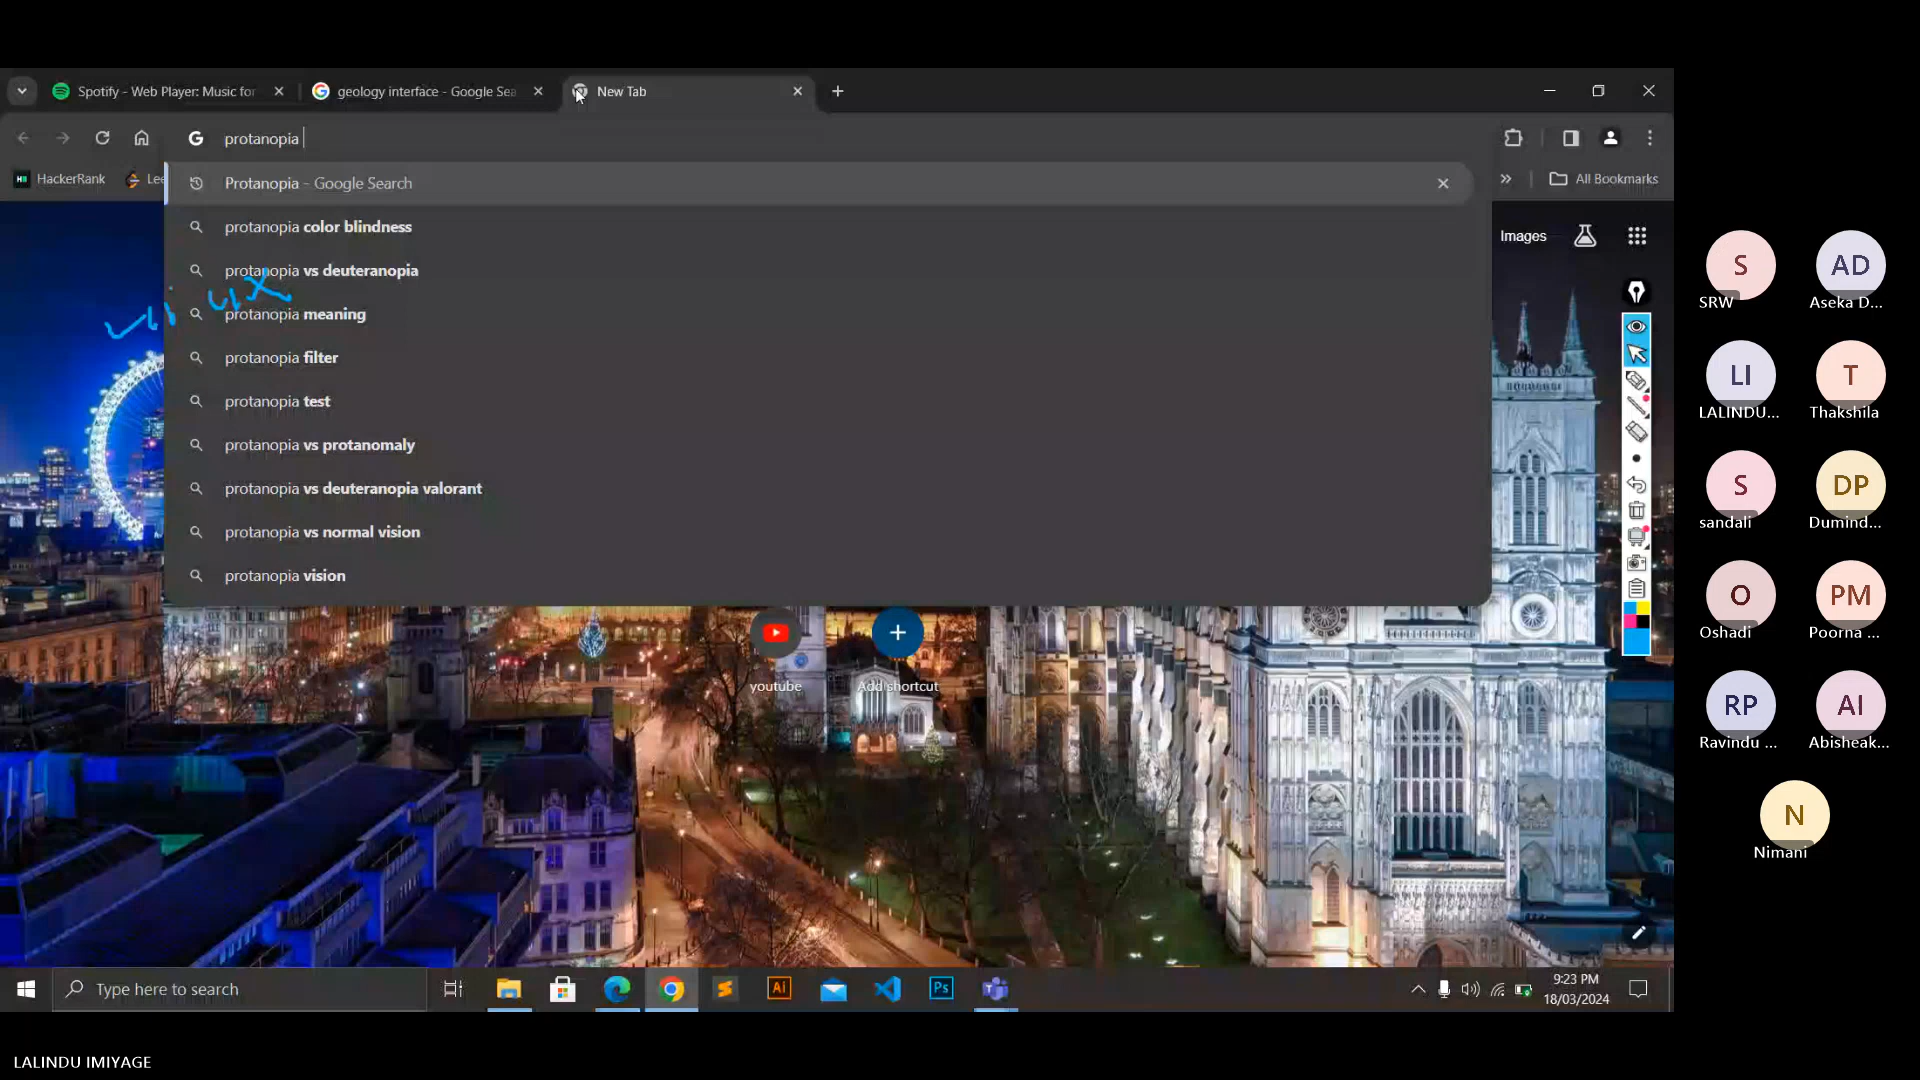 Spotify - Web Player: Music for
geology interface - Google Sea
New Tab
protanopia
HackerRank
Lee
All Bookmarks
Protanopia - Google Search
protanopia color blindness
protanopia vs deuteranopia
protanopia meaning
protanopia filter
protanopia test
protanopia vs protanomaly
protanopia vs deuteranopia valorant
protanopia vs normal vision
protanopia vision
Images
ui ux
youtube
Add shortcut
S
SRW
AD
Aseka D...
LI
LALINDU...
T
Thakshila
S
sandali
DP
Dumind...
O
Oshadi
PM
Poorna ...
RP
Ravindu ...
AI
Abisheak...
N
Nimani
Type here to search
Ai
Ps
9:23 PM
18/03/2024
LALINDU IMIYAGE